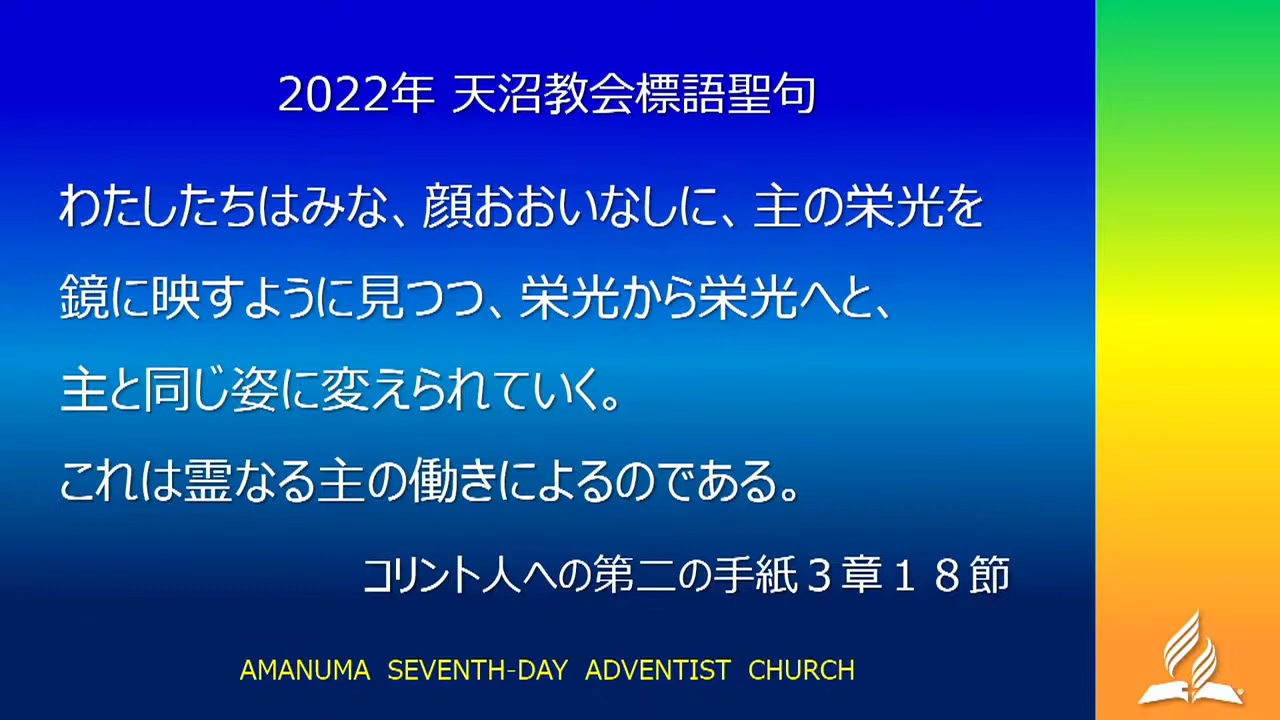 2022年 天沼教会標語聖句
わたしたちはみな、顔おおいなしに、主の栄光を
鏡に映すように見つつ、栄光から栄光へと、
主と同じ姿に変えられていく。
これは霊なる主の働きによるのである。
コリント人への第二の手紙３章１８節
AMANUMA SEVENTH-DAY ADVENTIST CHURCH